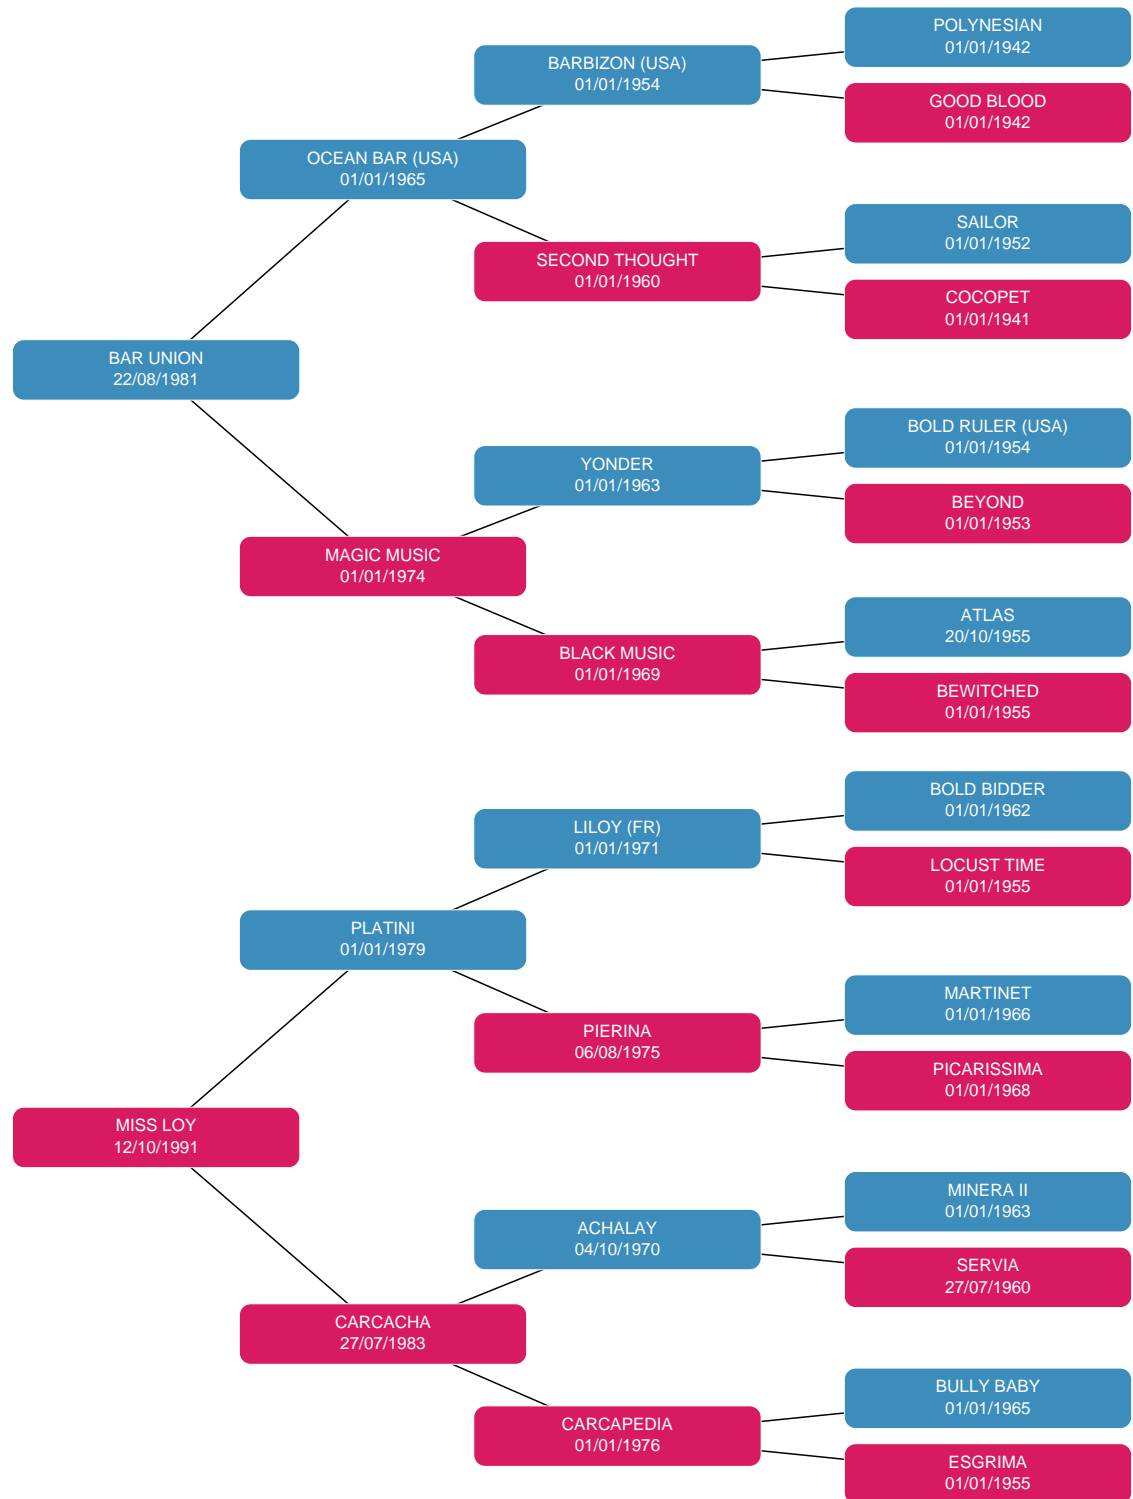 POLYNESIAN
01/01/1942
BARBIZON (USA)
01/01/1954
GOOD BLOOD
01/01/1942
OCEAN BAR (USA)
01/01/1965
SAILOR
01/01/1952
SECOND THOUGHT
01/01/1960
COCOPET
01/01/1941
BAR UNION
22/08/1981
BOLD RULER (USA)
01/01/1954
YONDER
01/01/1963
BEYOND
01/01/1953
MAGIC MUSIC
01/01/1974
ATLAS
20/10/1955
BLACK MUSIC
01/01/1969
BEWITCHED
01/01/1955
BOLD BIDDER
01/01/1962
LILOY (FR)
01/01/1971
LOCUST TIME
01/01/1955
PLATINI
01/01/1979
MARTINET
01/01/1966
PIERINA
06/08/1975
PICARISSIMA
01/01/1968
MISS LOY
12/10/1991
MINERA II
01/01/1963
ACHALAY
04/10/1970
SERVIA
27/07/1960
CARCACHA
27/07/1983
BULLY BABY
01/01/1965
CARCAPEDIA
01/01/1976
ESGRIMA
01/01/1955